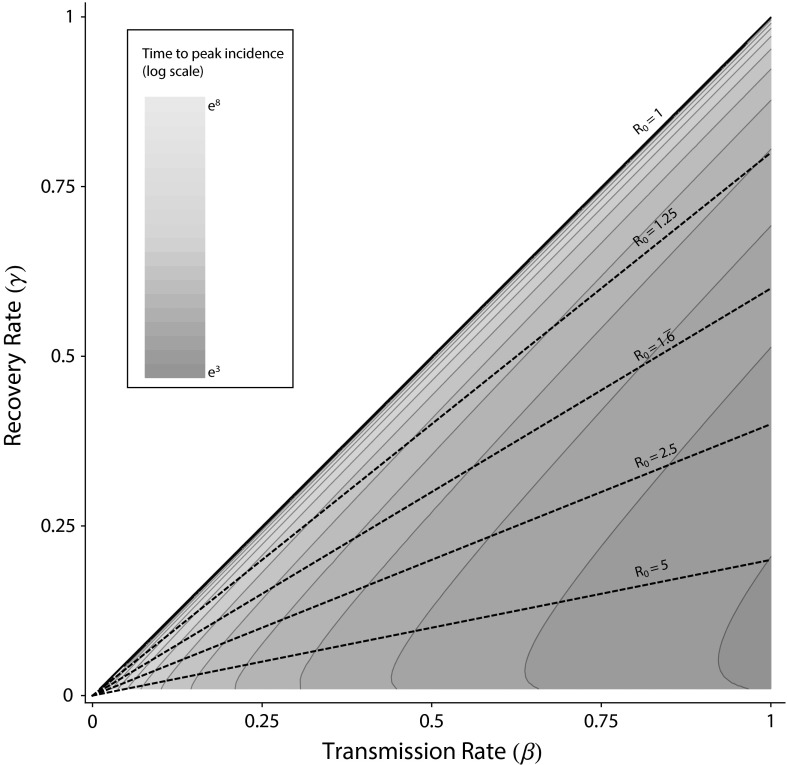 Time to peak incidence
(log scale)
e⁸
e³
R₀ = 1
R₀ = 1.25
R₀ = 1.6̅
R₀ = 2.5
R₀ = 5
1
0.75
0.5
0.25
0
Recovery Rate (γ)
0
0.25
0.5
0.75
1
Transmission Rate (β)